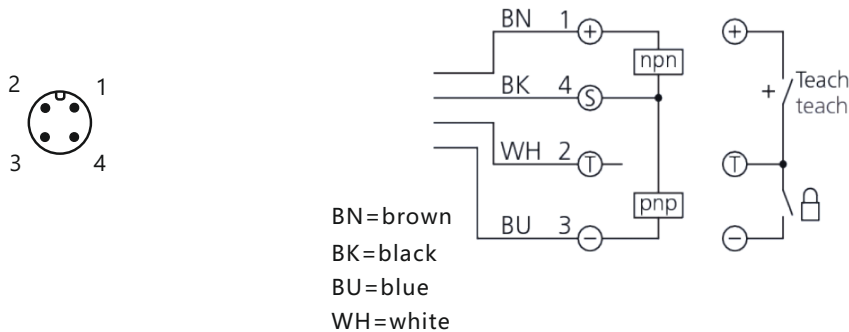 BN 1 +
npn
2 1
BK 4 S
+ Teach
teach
3 4
WH 2 T
T
pnp
BU 3 −
+
−
BN=brown
BK=black
BU=blue
WH=white